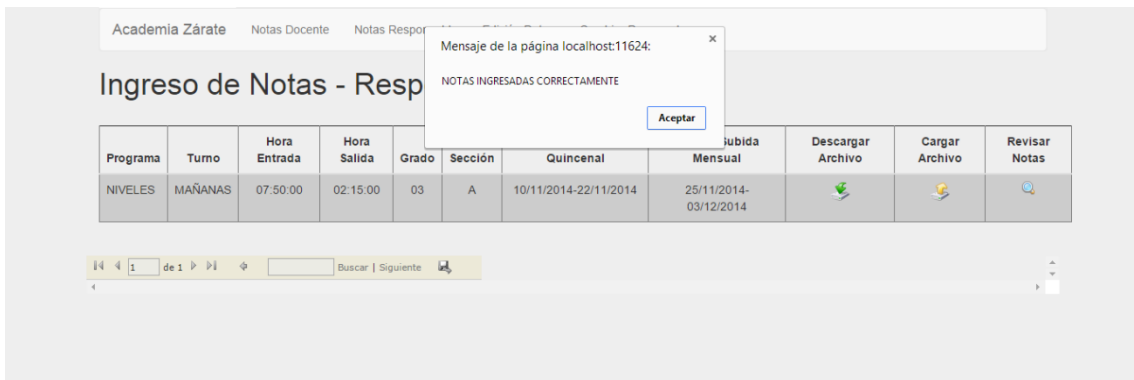 Academia Zárate Notas Docente Notas Respon
Mensaje de la página localhost:11624:
NOTAS INGRESADAS CORRECTAMENTE
Aceptar
Ingreso de Notas - Resp
Programa Turno Hora Entrada Hora Salida Grado Sección Quincenal Subida Mensual Descargar Archivo Cargar Archivo Revisar Notas
NIVELES MAÑANAS 07:50:00 02:15:00 03 A 10/11/2014-22/11/2014 25/11/2014-03/12/2014
1 de 1 Buscar | Siguiente